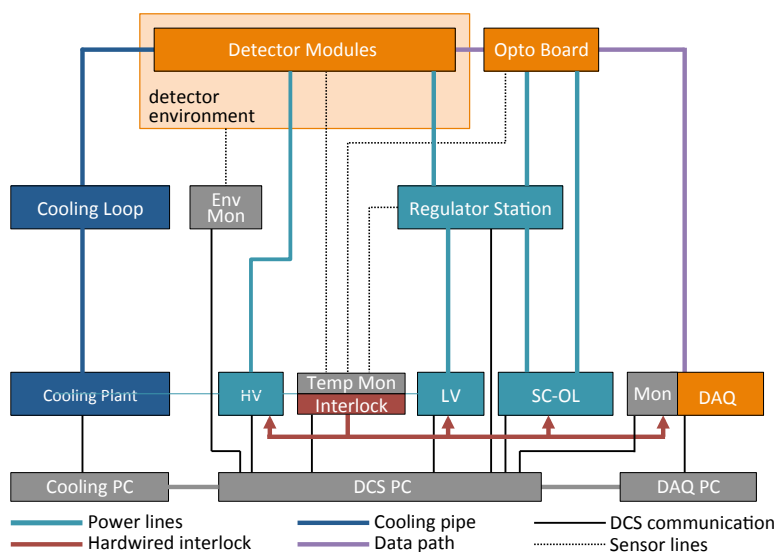 Detector Modules
Opto Board
detector
environment
Cooling Loop
Env
Mon
Regulator Station
Cooling Plant
HV
Temp Mon
Interlock
LV
SC-OL
Mon
DAQ
Cooling PC
DCS PC
DAQ PC
Power lines
Cooling pipe
DCS communication
Hardwired interlock
Data path
Sensor lines